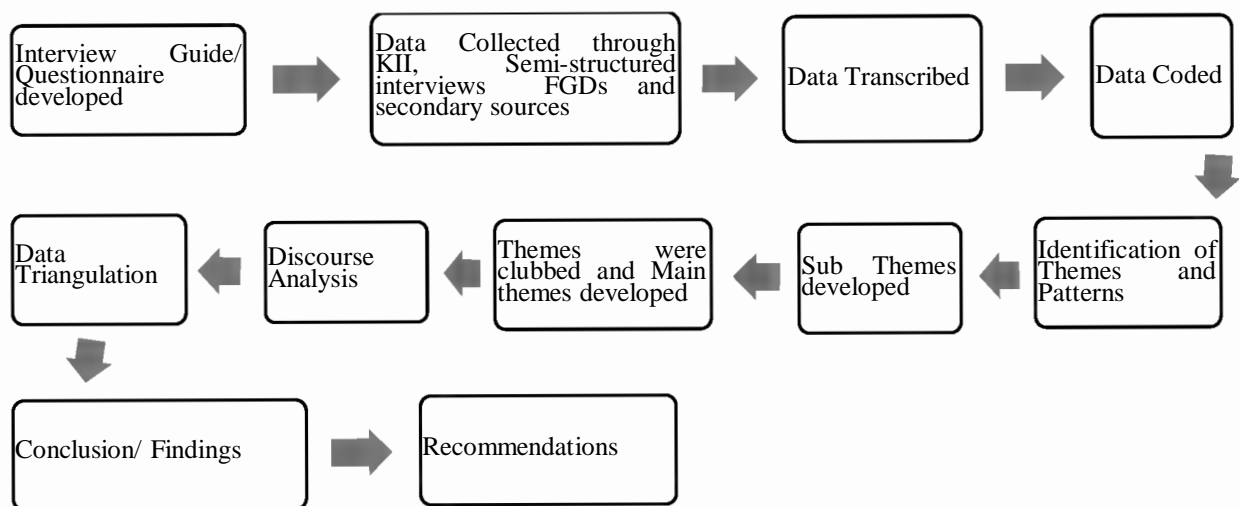 Interview Guide/
Questionnaire
developed
Data Collected through
KII, Semi-structured
interviews FGDs and
secondary sources
Data Transcribed
Data Coded
Identification of
Themes and
Patterns
Sub Themes
developed
Themes were
clubbed and Main
themes developed
Discourse
Analysis
Data
Triangulation
Conclusion/ Findings
Recommendations